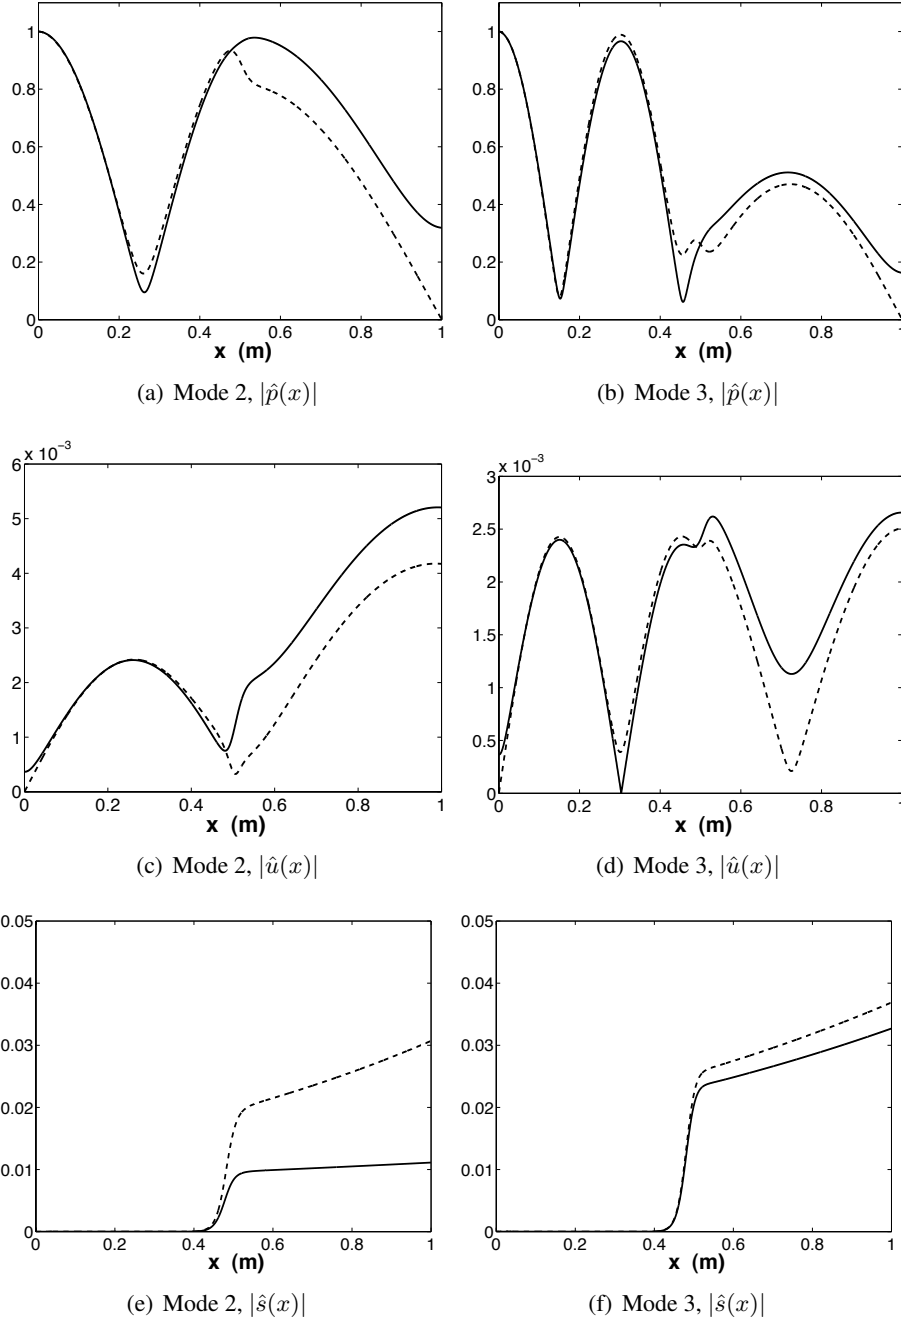 1
0.8
0.6
0.4
0.2
0
0 0.2 0.4 0.6 0.8 1
x (m)
(a) Mode 2, |p̂(x)|
1
0.8
0.6
0.4
0.2
0
0 0.2 0.4 0.6 0.8 1
x (m)
(b) Mode 3, |p̂(x)|
x 10⁻³
6
5
4
3
2
1
0
0 0.2 0.4 0.6 0.8 1
x (m)
(c) Mode 2, |û(x)|
x 10⁻³
3
2.5
2
1.5
1
0.5
0
0 0.2 0.4 0.6 0.8 1
x (m)
(d) Mode 3, |û(x)|
0.05
0.04
0.03
0.02
0.01
0
0 0.2 0.4 0.6 0.8 1
x (m)
(e) Mode 2, |ŝ(x)|
0.05
0.04
0.03
0.02
0.01
0
0 0.2 0.4 0.6 0.8 1
x (m)
(f) Mode 3, |ŝ(x)|